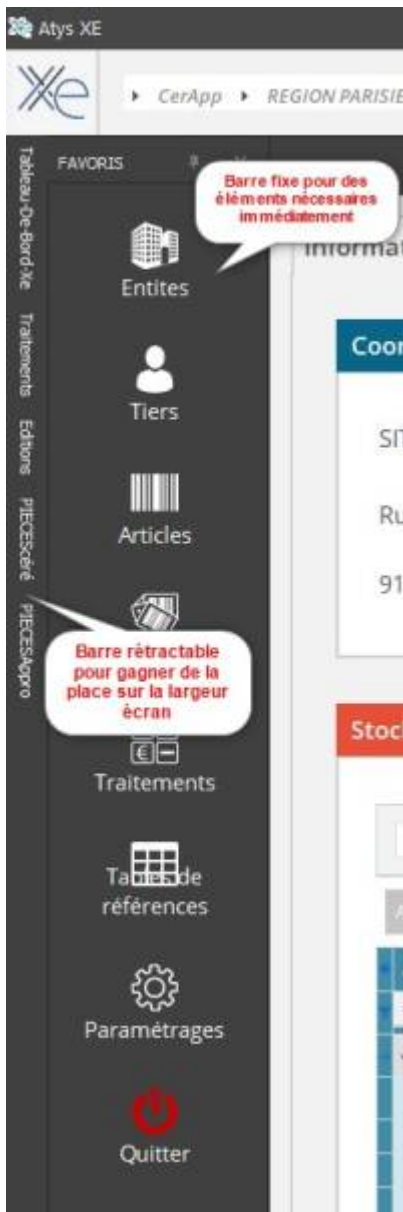 Atys XE
Xe
CerApp
REGION PARISIE
Tableau-De-Bord-Xe
Traitements
Editions
PIECEScéré
PIECESAppro
FAVORIS
Barre fixe pour des
éléments nécessaires
immédiatement
Entites
Tiers
Articles
Barre rétractable
pour gagner de la
place sur la largeur
écran
Traitements
Tables de
références
Paramétrages
Quitter
Informat
Coor
SIT
Ru
91
Stoc